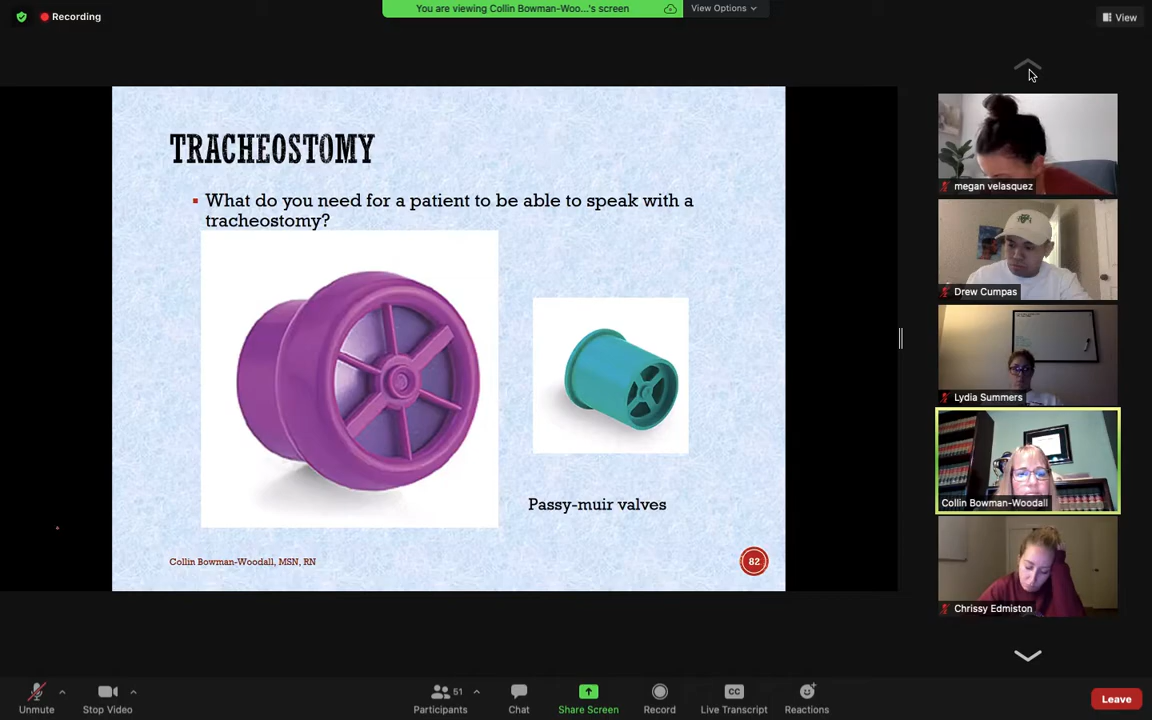 Recording
You are viewing Collin Bowman-Woo...'s screen
View Options
View
TRACHEOSTOMY
What do you need for a patient to be able to speak with a
tracheostomy?
Passy-muir valves
Collin Bowman-Woodall, MSN, RN
82
megan velasquez
Drew Cumpas
Lydia Summers
Collin Bowman-Woodall
Chrissy Edmiston
Unmute
Stop Video
Participants
51
Chat
Share Screen
Record
CC
Live Transcript
Reactions
Leave